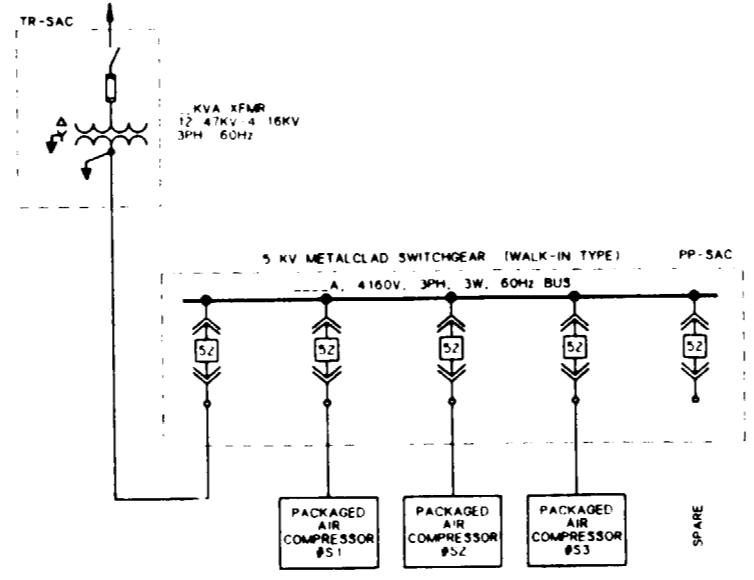 TR-SAC
__KVA XFMR
12 47KV-4 16KV
3PH 60Hz
5 KV METALCLAD SWITCHGEAR (WALK-IN TYPE)
PP-SAC
____A, 4160V, 3PH, 3W, 60Hz BUS
52
52
52
52
52
PACKAGED
AIR
COMPRESSOR
#S1
PACKAGED
AIR
COMPRESSOR
#S2
PACKAGED
AIR
COMPRESSOR
#S3
SPARE